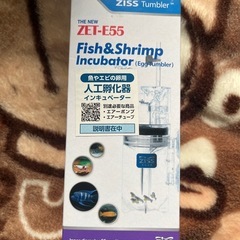 ZISS Tumbler
THE NEW
ZET-E55
Fish&Shrimp
Incubator (Egg Tumbler)
魚やエビの卵用
人工孵化器
インキュベーター
別途必要な商品
・エアーポンプ
・エアーチューブ
説明書在中